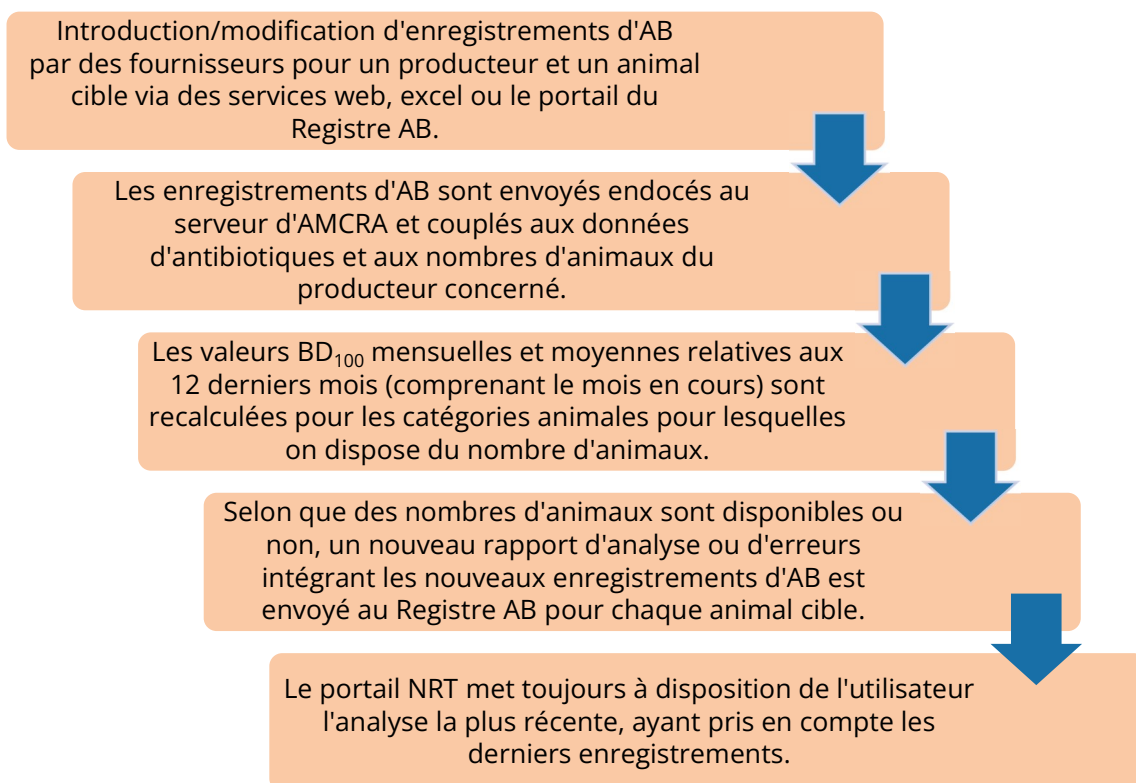 Introduction/modification d'enregistrements d'AB
par des fournisseurs pour un producteur et un animal
cible via des services web, excel ou le portail du
Registre AB.
Les enregistrements d'AB sont envoyés endocés au
serveur d'AMCRA et couplés aux données
d'antibiotiques et aux nombres d'animaux du
producteur concerné.
Les valeurs BD100 mensuelles et moyennes relatives aux
12 derniers mois (comprenant le mois en cours) sont
recalculées pour les catégories animales pour lesquelles
on dispose du nombre d'animaux.
Selon que des nombres d'animaux sont disponibles ou
non, un nouveau rapport d'analyse ou d'erreurs
intégrant les nouveaux enregistrements d'AB est
envoyé au Registre AB pour chaque animal cible.
Le portail NRT met toujours à disposition de l'utilisateur
l'analyse la plus récente, ayant pris en compte les
derniers enregistrements.